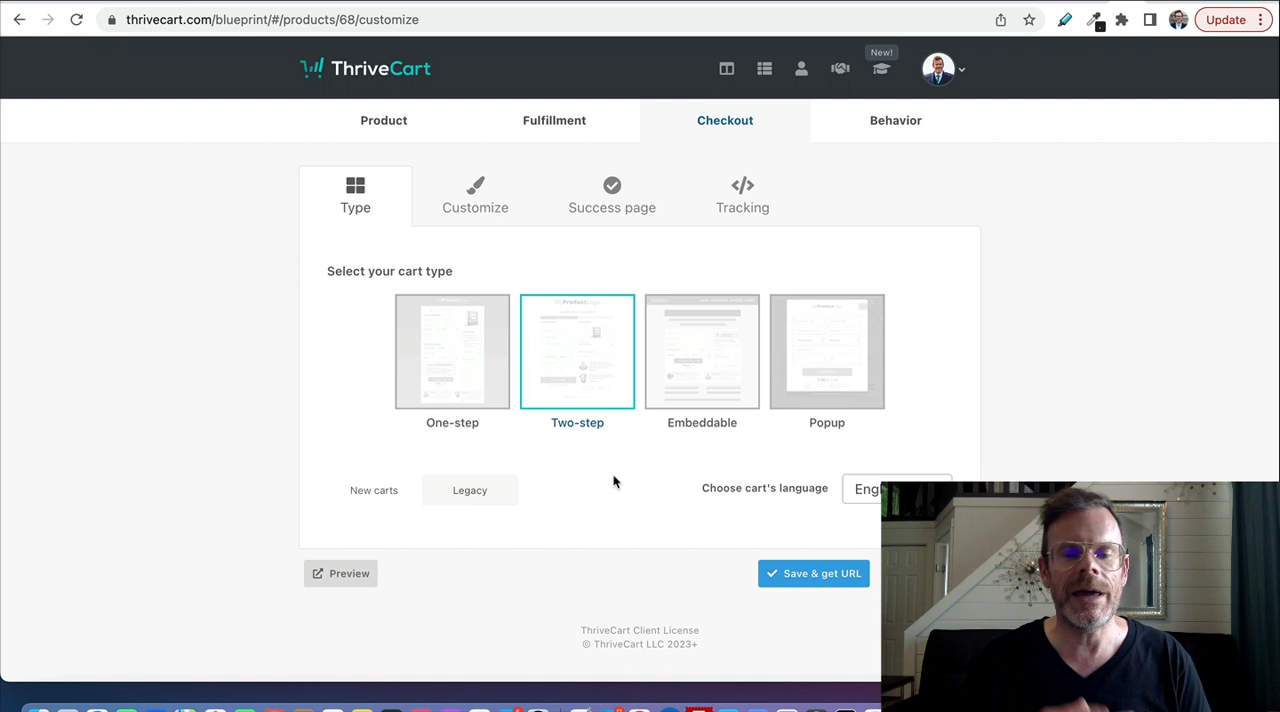 thrivecart.com/blueprint/#/products/68/customize
Update
New!
ThriveCart
Product
Fulfillment
Checkout
Behavior
Type
Customize
Success page
Tracking
Select your cart type
One-step
Two-step
Embeddable
Popup
New carts
Legacy
Choose cart's language
Engl
Preview
Save & get URL
ThriveCart Client License
© ThriveCart LLC 2023+